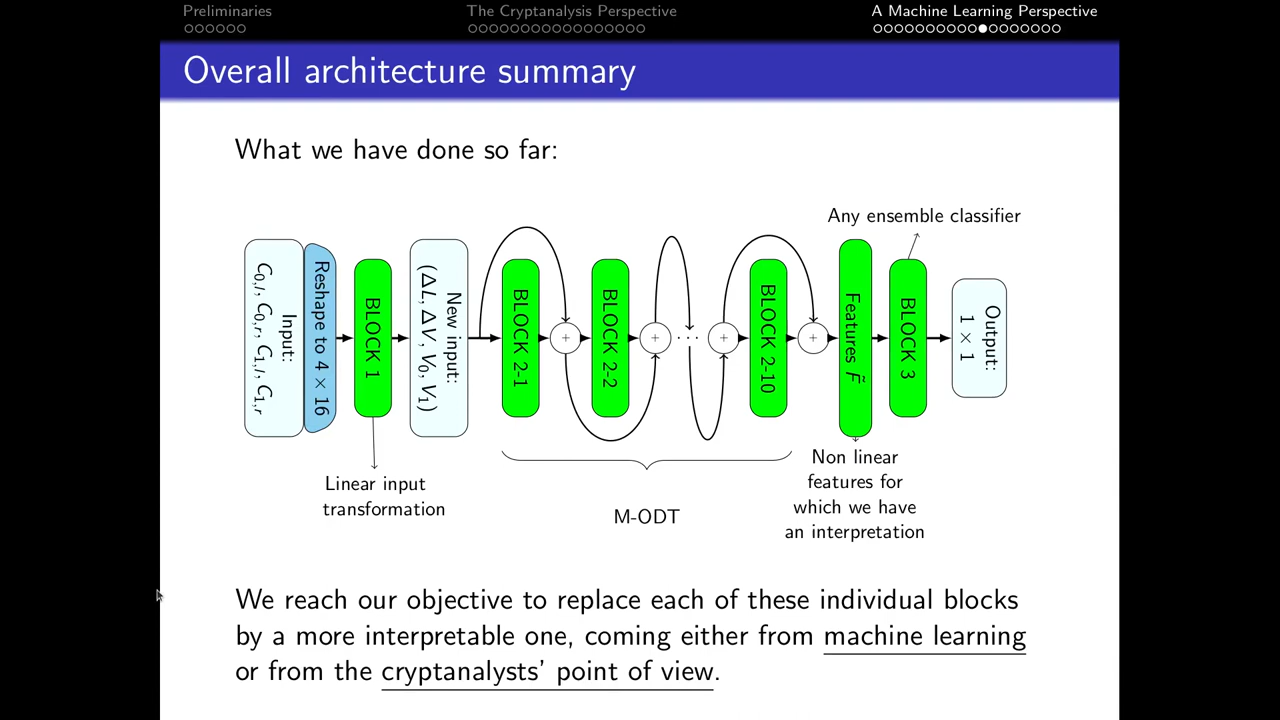 Preliminaries
The Cryptanalysis Perspective
A Machine Learning Perspective
Overall architecture summary
What we have done so far:
Any ensemble classifier
Input:
C0,l, C0,r, C1,l, C1,r
Reshape to 4 × 16
BLOCK 1
New input:
(ΔL, ΔV, V0, V1)
BLOCK 2-1
+
BLOCK 2-2
+
...
+
BLOCK 2-10
+
Features F̃
BLOCK 3
Output:
1 × 1
Linear input
transformation
M-ODT
Non linear
features for
which we have
an interpretation
We reach our objective to replace each of these individual blocks
by a more interpretable one, coming either from machine learning
or from the cryptanalysts' point of view.